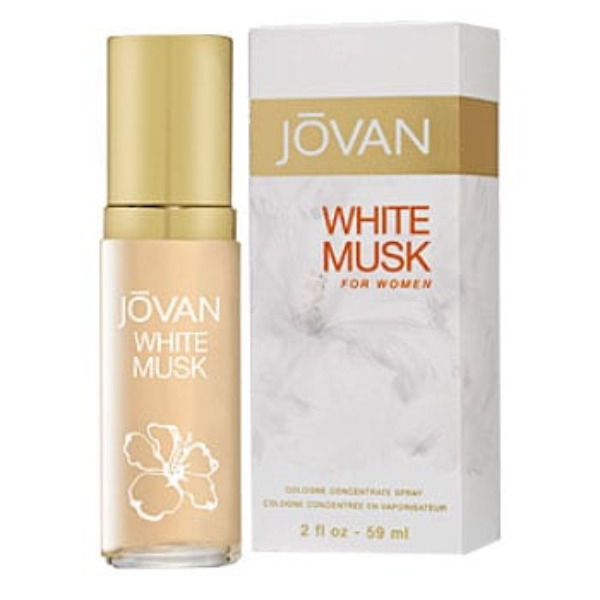 JŌVAN
WHITE
MUSK
JŌVAN
WHITE
MUSK
FOR WOMEN
COLOGNE CONCENTRATE SPRAY
COLOGNE CONCENTRÉE EN VAPORISATEUR
2 fl oz - 59 ml